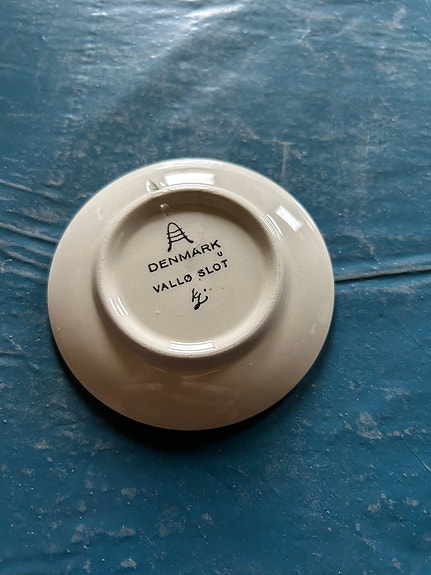 A
DENMARK
U
VALLØ SLOT